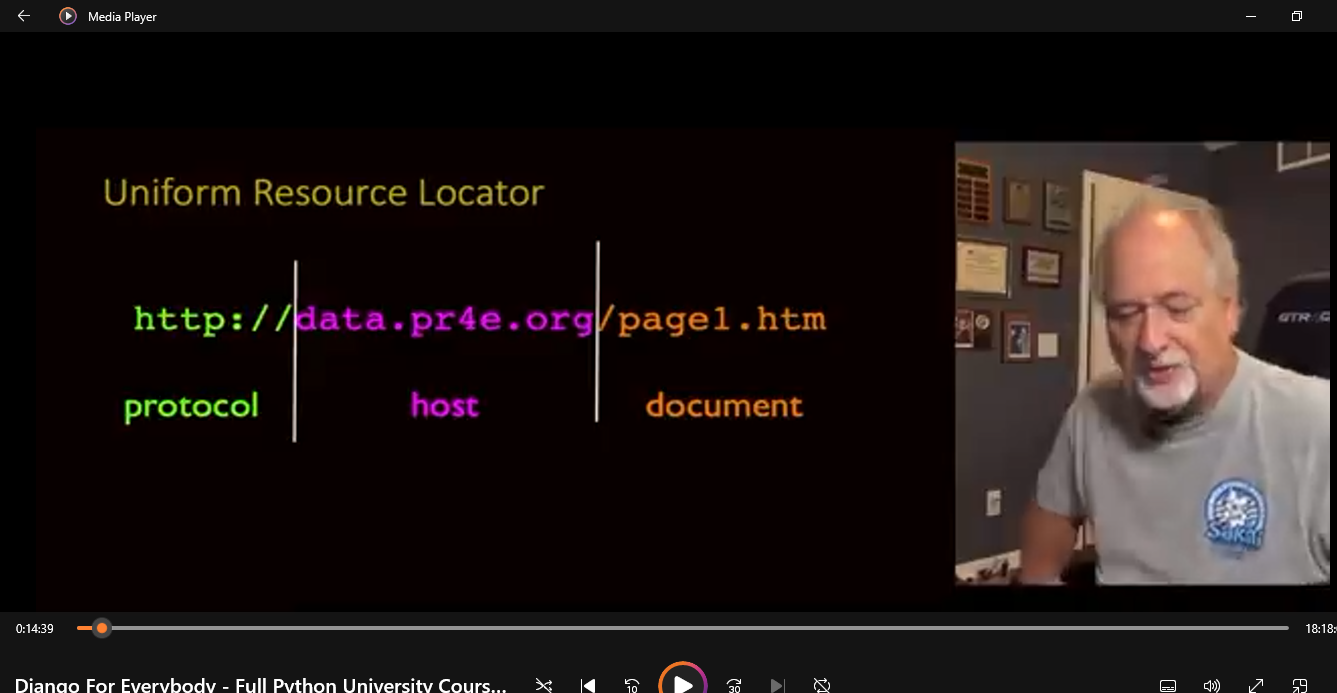 Media Player
Uniform Resource Locator
http://data.pr4e.org/page1.htm
protocol host document
Sakai
0:14:39
18:18:
Django For Everybody - Full Python University Cours...
10
30